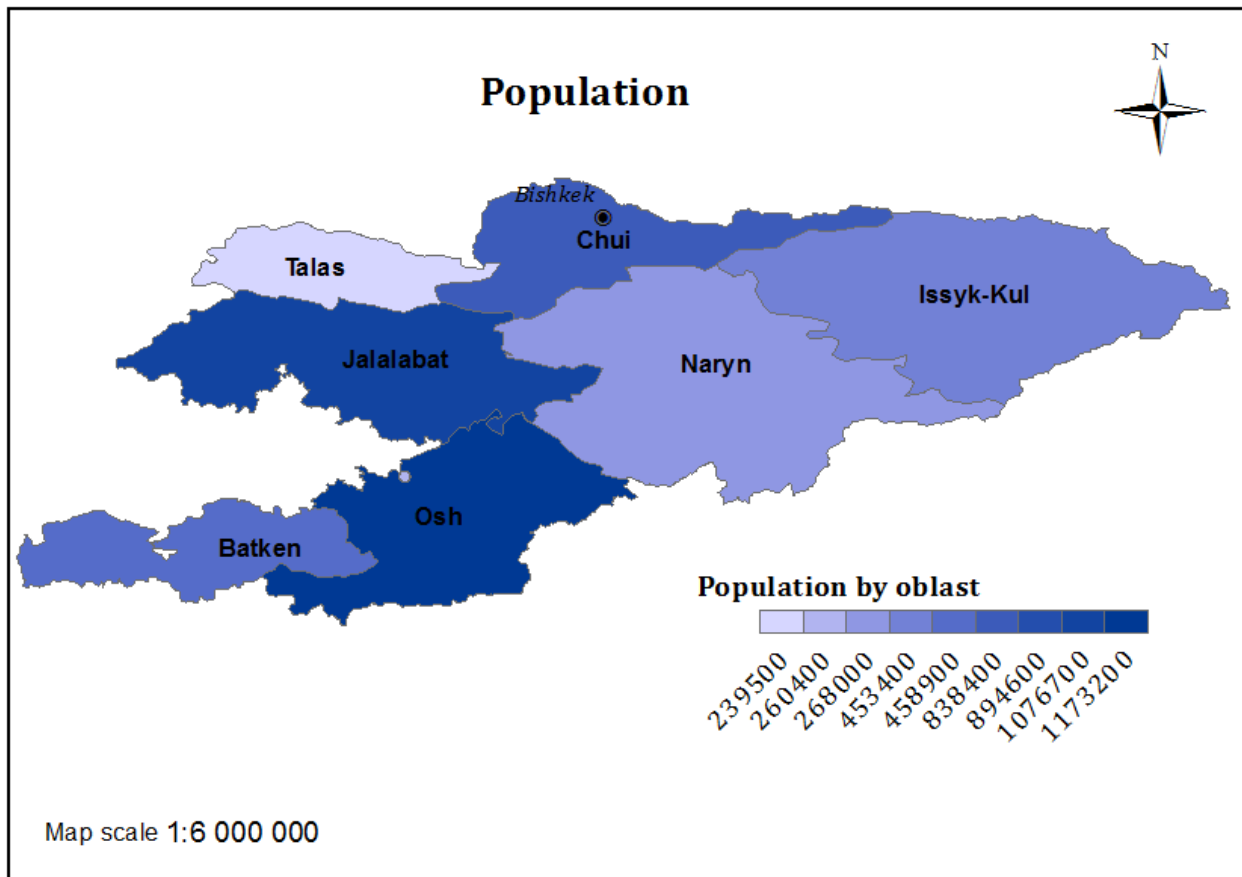 N
Population
Bishkek
Chui
Talas
Issyk-Kul
Jalalabat
Naryn
Osh
Batken
Population by oblast
239500
260400
268000
453400
458900
838400
894600
1076700
1173200
Map scale 1:6 000 000